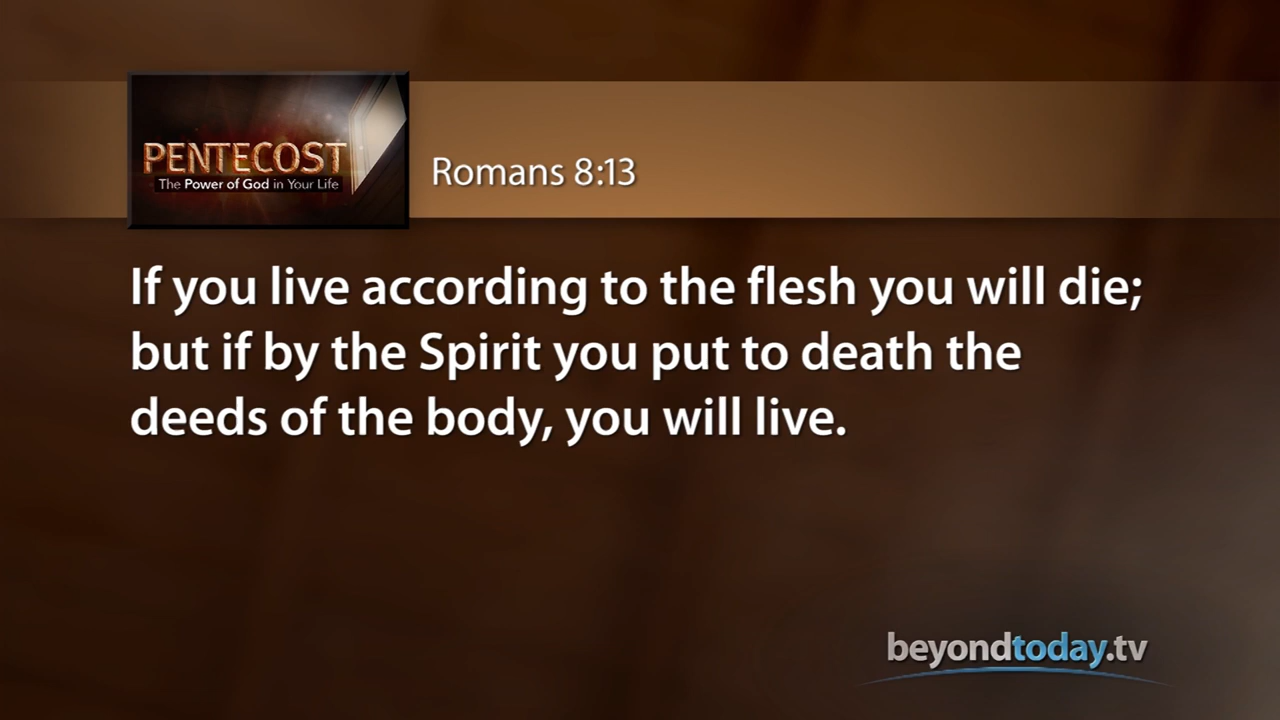 PENTECOST
The Power of God in Your Life
Romans 8:13
If you live according to the flesh you will die;
but if by the Spirit you put to death the
deeds of the body, you will live.
beyondtoday.tv